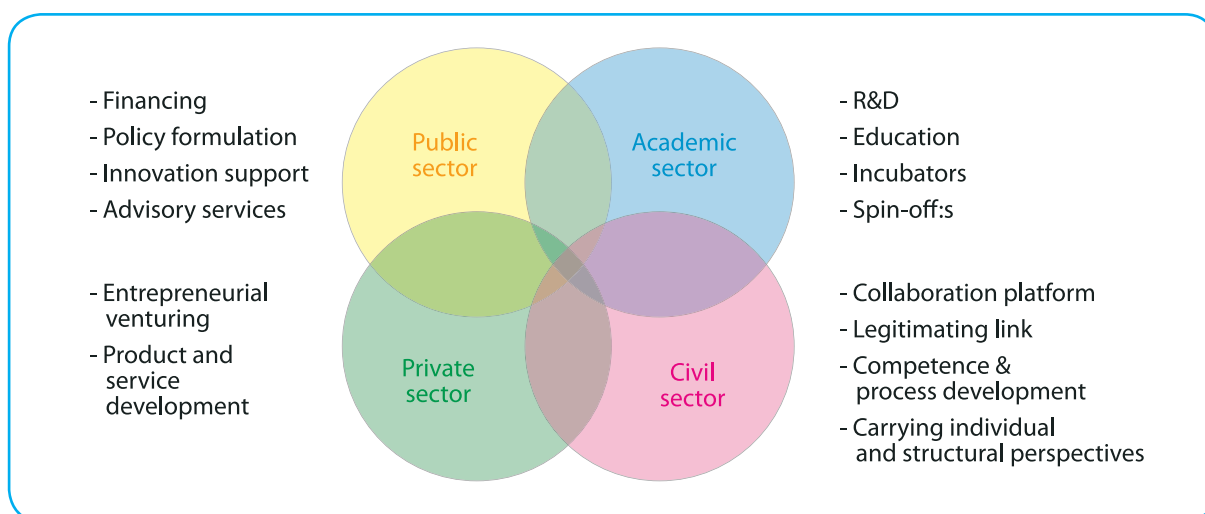 - Financing
- Policy formulation
- Innovation support
- Advisory services
Public
sector
Academic
sector
- R&D
- Education
- Incubators
- Spin-off:s
- Entrepreneurial
venturing
- Product and
service
development
Private
sector
Civil
sector
- Collaboration platform
- Legitimating link
- Competence &
process development
- Carrying individual
and structural perspectives